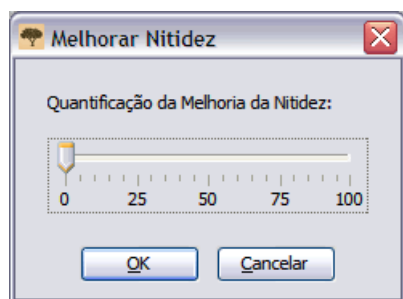 Melhorar Nitidez
Quantificação da Melhoria da Nitidez:
0 25 50 75 100
OK Cancelar